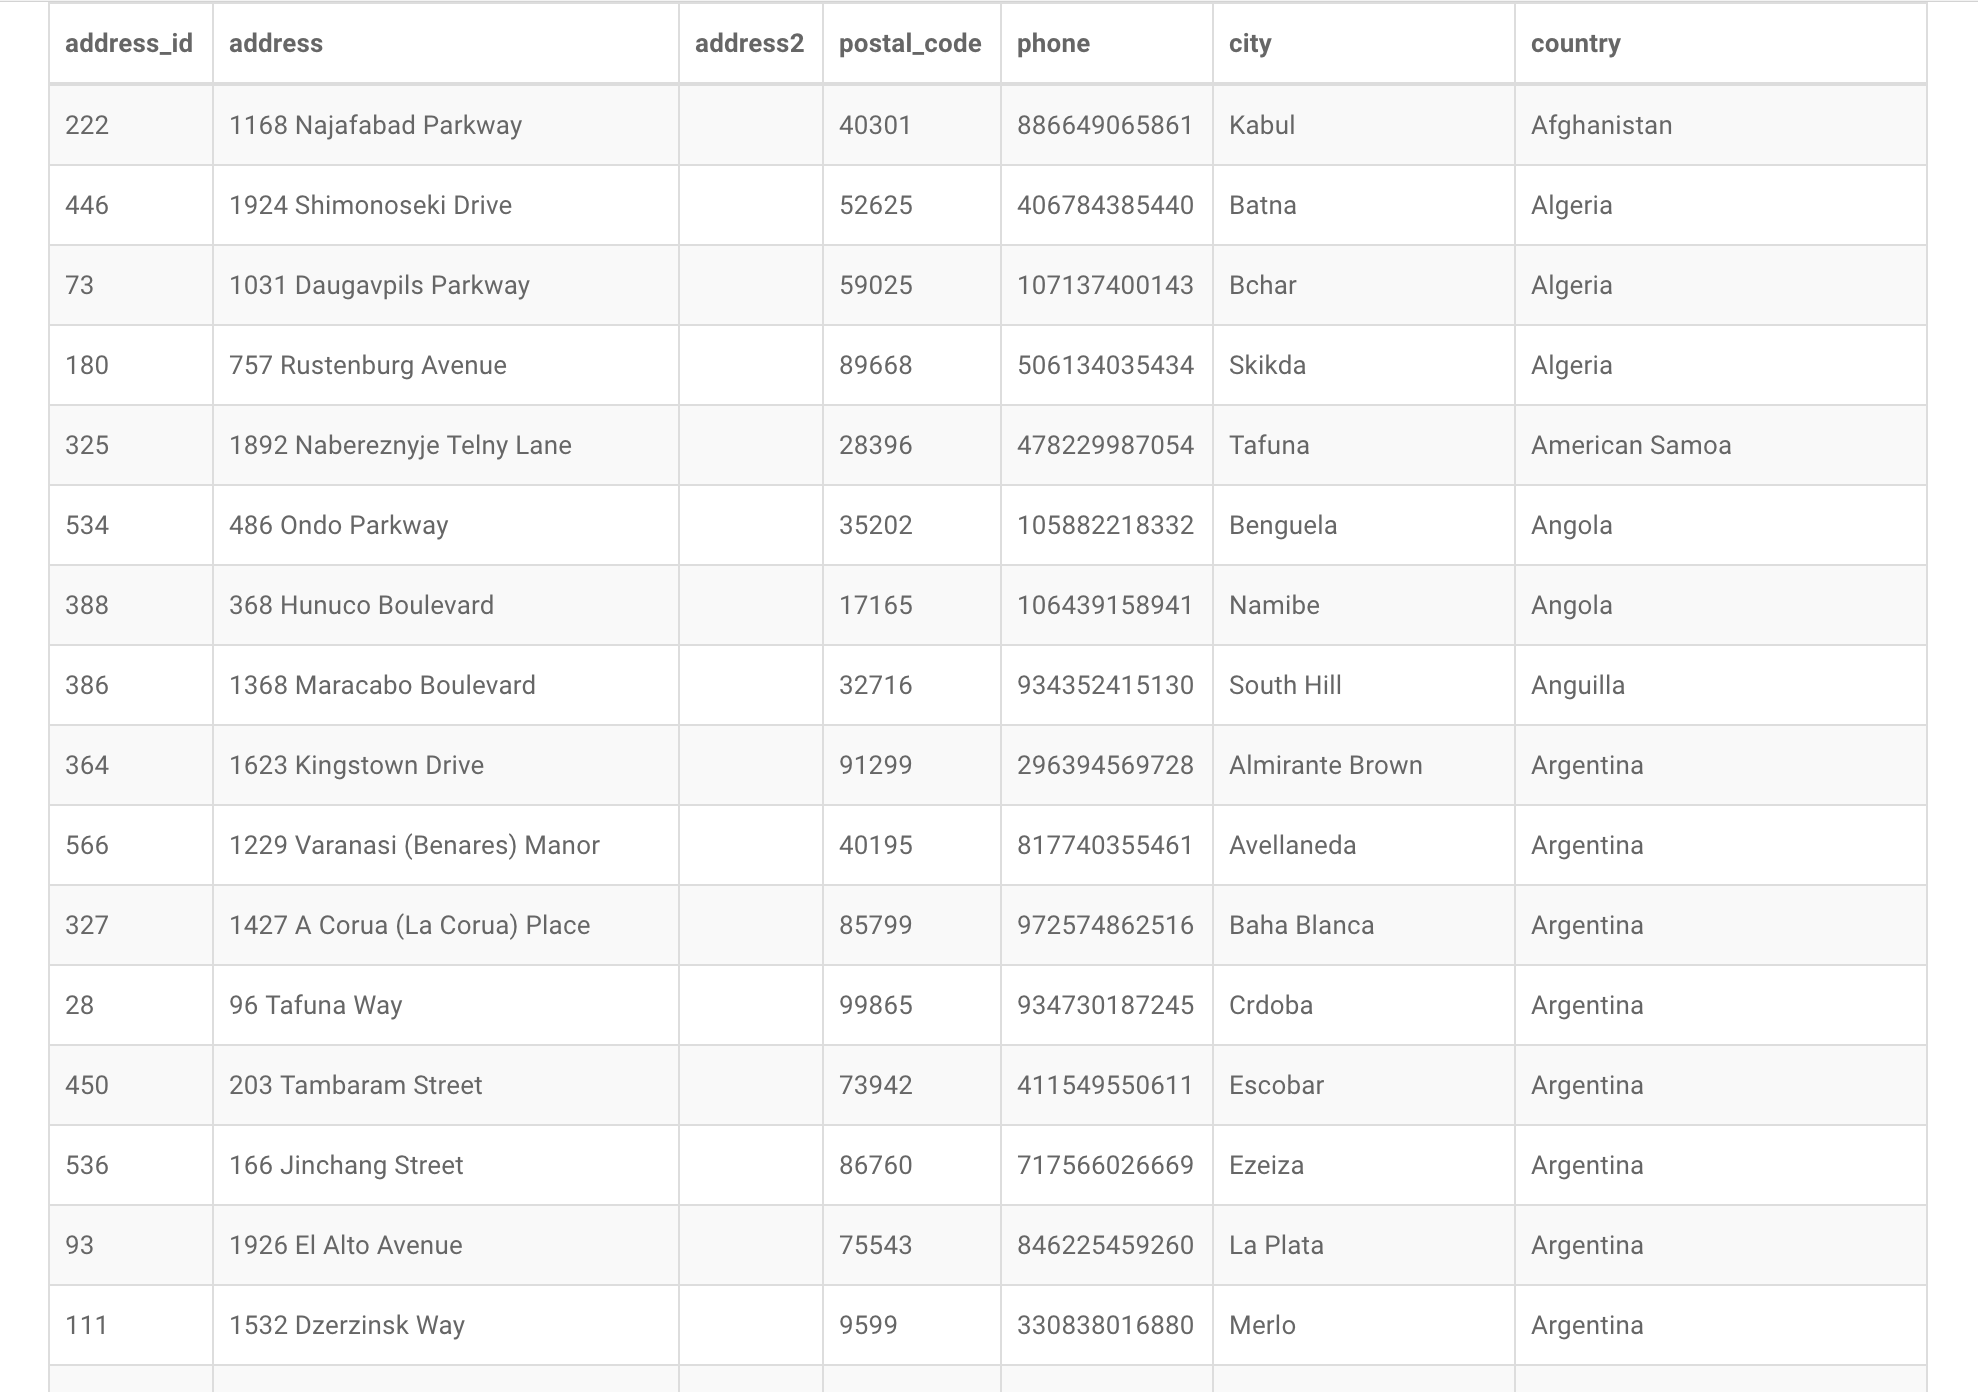 address_id address address2 postal_code phone city country
222 1168 Najafabad Parkway 40301 886649065861 Kabul Afghanistan
446 1924 Shimonoseki Drive 52625 406784385440 Batna Algeria
73 1031 Daugavpils Parkway 59025 107137400143 Bchar Algeria
180 757 Rustenburg Avenue 89668 506134035434 Skikda Algeria
325 1892 Nabereznyje Telny Lane 28396 478229987054 Tafuna American Samoa
534 486 Ondo Parkway 35202 105882218332 Benguela Angola
388 368 Hunuco Boulevard 17165 106439158941 Namibe Angola
386 1368 Maracabo Boulevard 32716 934352415130 South Hill Anguilla
364 1623 Kingstown Drive 91299 296394569728 Almirante Brown Argentina
566 1229 Varanasi (Benares) Manor 40195 817740355461 Avellaneda Argentina
327 1427 A Corua (La Corua) Place 85799 972574862516 Baha Blanca Argentina
28 96 Tafuna Way 99865 934730187245 Crdoba Argentina
450 203 Tambaram Street 73942 411549550611 Escobar Argentina
536 166 Jinchang Street 86760 717566026669 Ezeiza Argentina
93 1926 El Alto Avenue 75543 846225459260 La Plata Argentina
111 1532 Dzerzinsk Way 9599 330838016880 Merlo Argentina